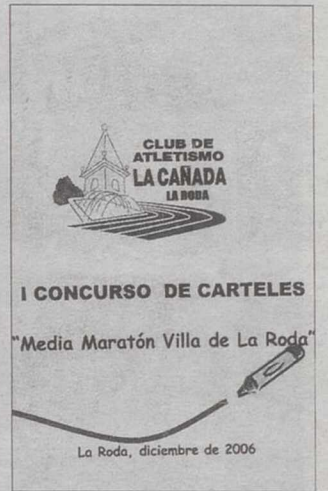 CLUB DE
ATLETISMO
LA CAÑADA
LA RODA
I CONCURSO DE CARTELES
"Media Maratón Villa de La Roda"
La Roda, diciembre de 2006